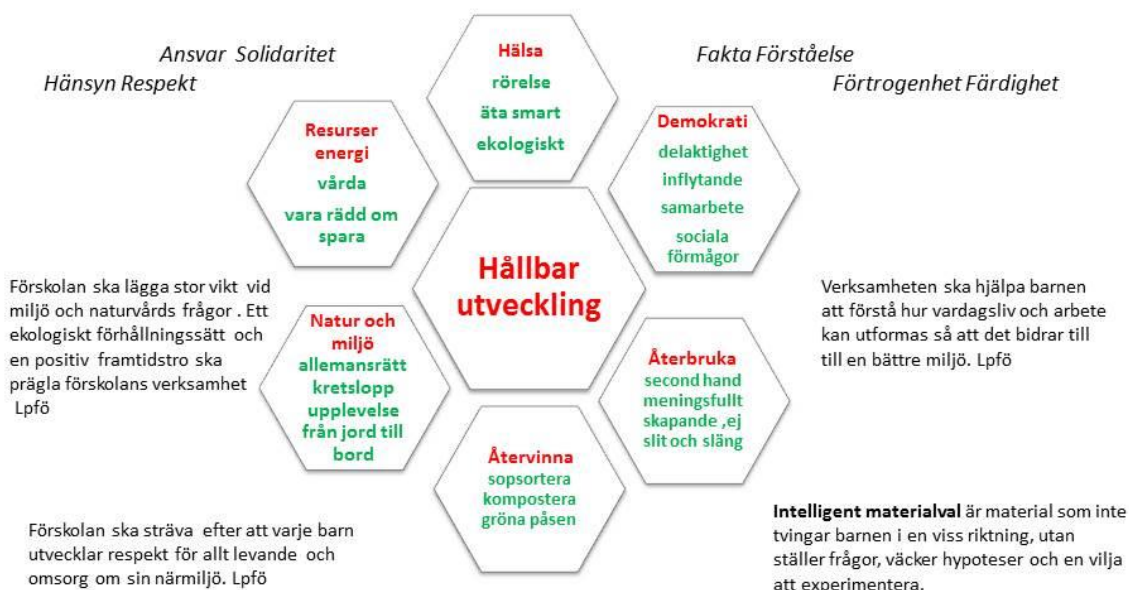 Ansvar Solidaritet
Hänsyn Respekt
Fakta Förståelse
Förtrogenhet Färdighet
Hälsa
rörelse
äta smart
ekologiskt
Resurser
energi
vårda
vara rädd om
spara
Demokrati
delaktighet
inflytande
samarbete
sociala
förmågor
Hållbar
utveckling
Förskolan ska lägga stor vikt vid
miljö och naturvårds frågor . Ett
ekologiskt förhållningssätt och
en positiv framtidstro ska
prägla förskolans verksamhet
Lpfö
Natur och
miljö
allemansrätt
kretslopp
upplevelse
från jord till
bord
Återbruka
second hand
meningsfullt
skapande ,ej
slit och släng
Verksamheten ska hjälpa barnen
att förstå hur vardagsliv och arbete
kan utformas så att det bidrar till
till en bättre miljö. Lpfö
Återvinna
sopsortera
kompostera
gröna påsen
Förskolan ska sträva efter att varje barn
utvecklar respekt för allt levande och
omsorg om sin närmiljö. Lpfö
Intelligent materialval är material som inte
tvingar barnen i en viss riktning, utan
ställer frågor, väcker hypoteser och en vilja
att experimentera.